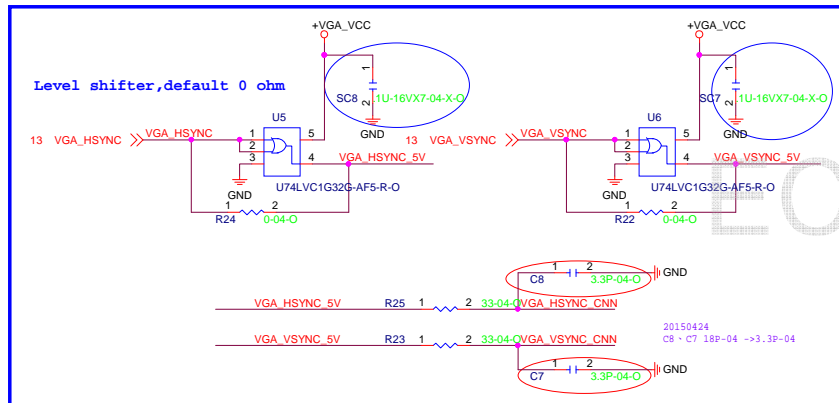 +VGA_VCC
+VGA_VCC
Level shifter,default 0 ohm
1
SC8
1U-16VX7-04-X-O
2
GND
1
SC7
1U-16VX7-04-X-O
2
GND
U5
U6
13 VGA_HSYNC
VGA_HSYNC
1
2
3
5
4
VGA_HSYNC_5V
U74LVC1G32G-AF5-R-O
GND
1
2
R24
0-04-O
13 VGA_VSYNC
VGA_VSYNC
1
2
3
5
4
VGA_VSYNC_5V
U74LVC1G32G-AF5-R-O
GND
1
2
R22
0-04-O
EO
C8
1
2
3.3P-04-O
GND
VGA_HSYNC_5V
R25
1
2
33-04-O
VGA_HSYNC_CNN
VGA_VSYNC_5V
R23
1
2
33-04-O
VGA_VSYNC_CNN
20150424
C8、C7 18P-04 ->3.3P-04
C7
1
2
3.3P-04-O
GND